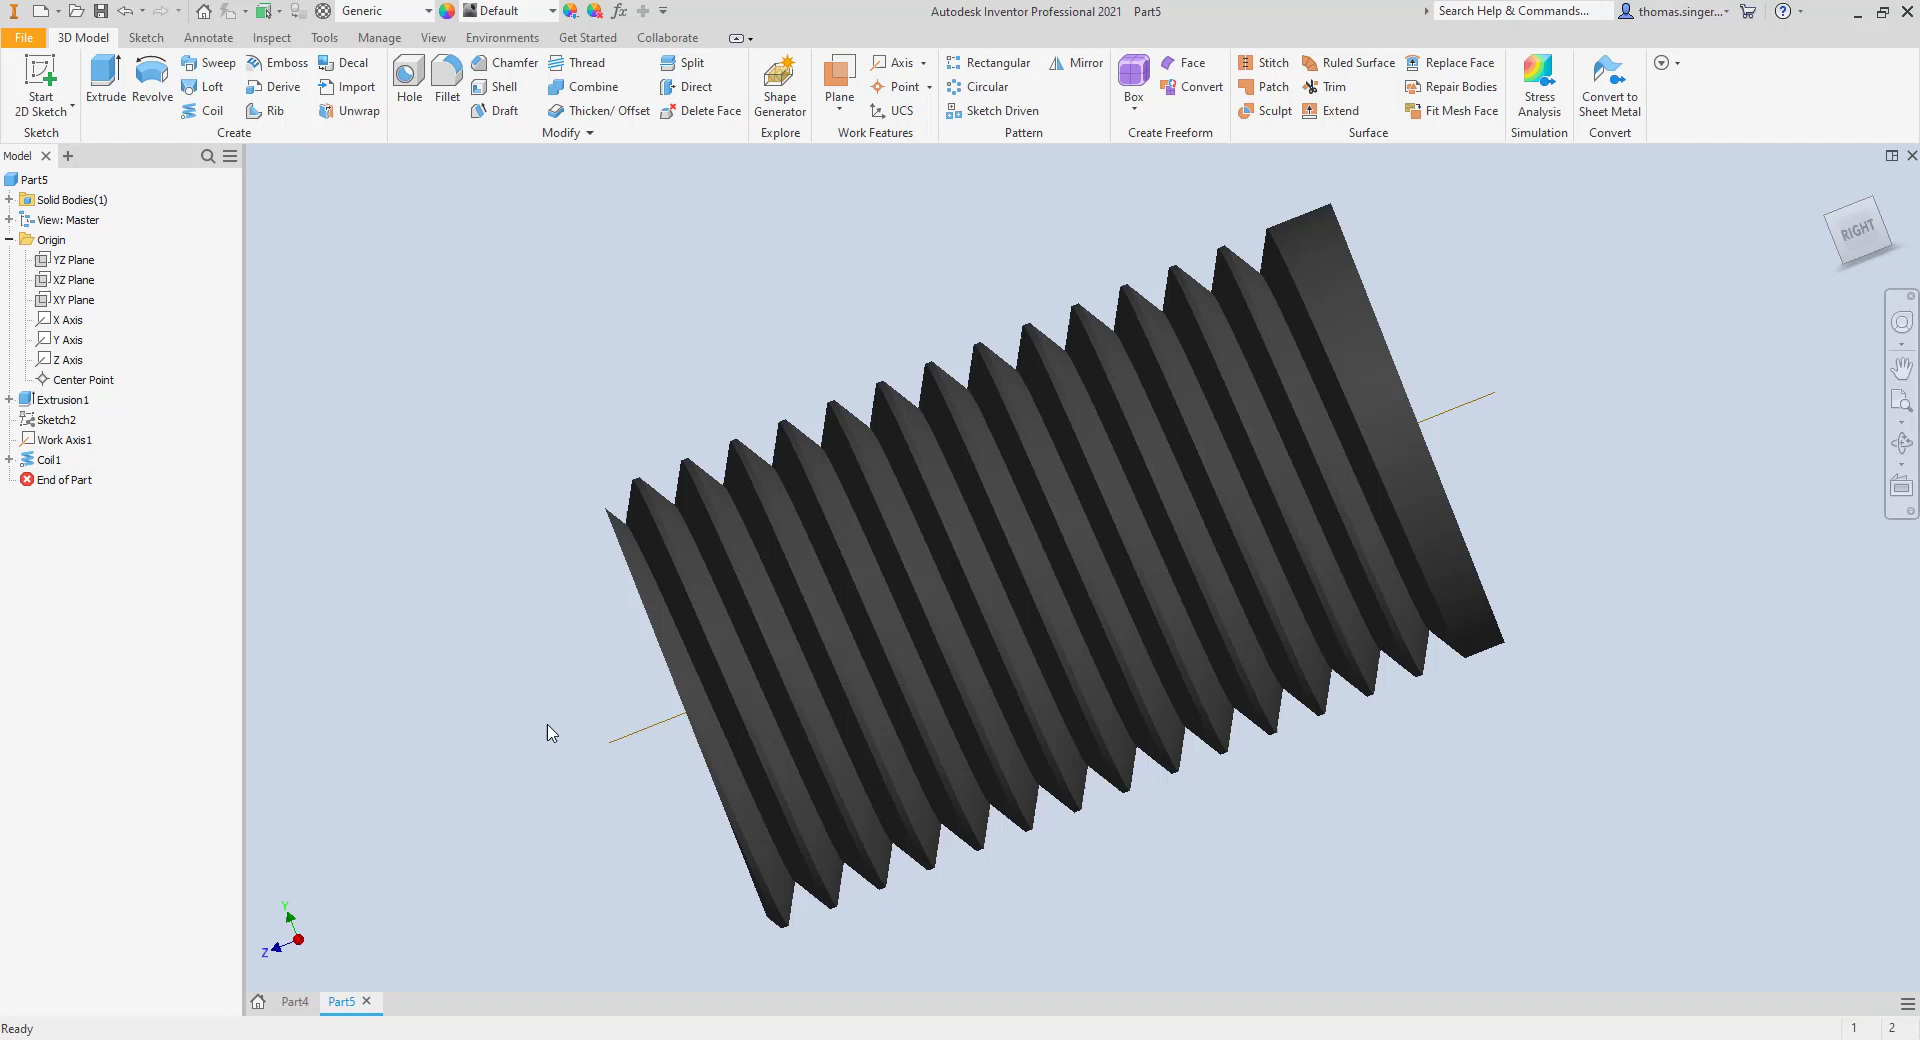 Generic Default Autodesk Inventor Professional 2021 Part5 Search Help & Commands... thomas.singer...
File 3D Model Sketch Annotate Inspect Tools Manage View Environments Get Started Collaborate
Start
2D Sketch
Sketch
Extrude Revolve
Sweep Emboss Decal
Loft Derive Import
Coil Rib Unwrap
Create
Hole Fillet
Chamfer Thread Split
Shell Combine Direct
Draft Thicken/ Offset Delete Face
Modify
Shape
Generator
Explore
Plane
Axis
Point
UCS
Work Features
Rectangular Mirror
Circular
Sketch Driven
Pattern
Box
Face
Convert
Create Freeform
Stitch Ruled Surface Replace Face
Patch Trim Repair Bodies
Sculpt Extend Fit Mesh Face
Surface
Stress
Analysis
Simulation
Convert to
Sheet Metal
Convert
Model
Part5
Solid Bodies(1)
View: Master
Origin
YZ Plane
XZ Plane
XY Plane
X Axis
Y Axis
Z Axis
Center Point
Extrusion1
Sketch2
Work Axis1
Coil1
End of Part
RIGHT
Y
Z
Part4 Part5
Ready 1 2